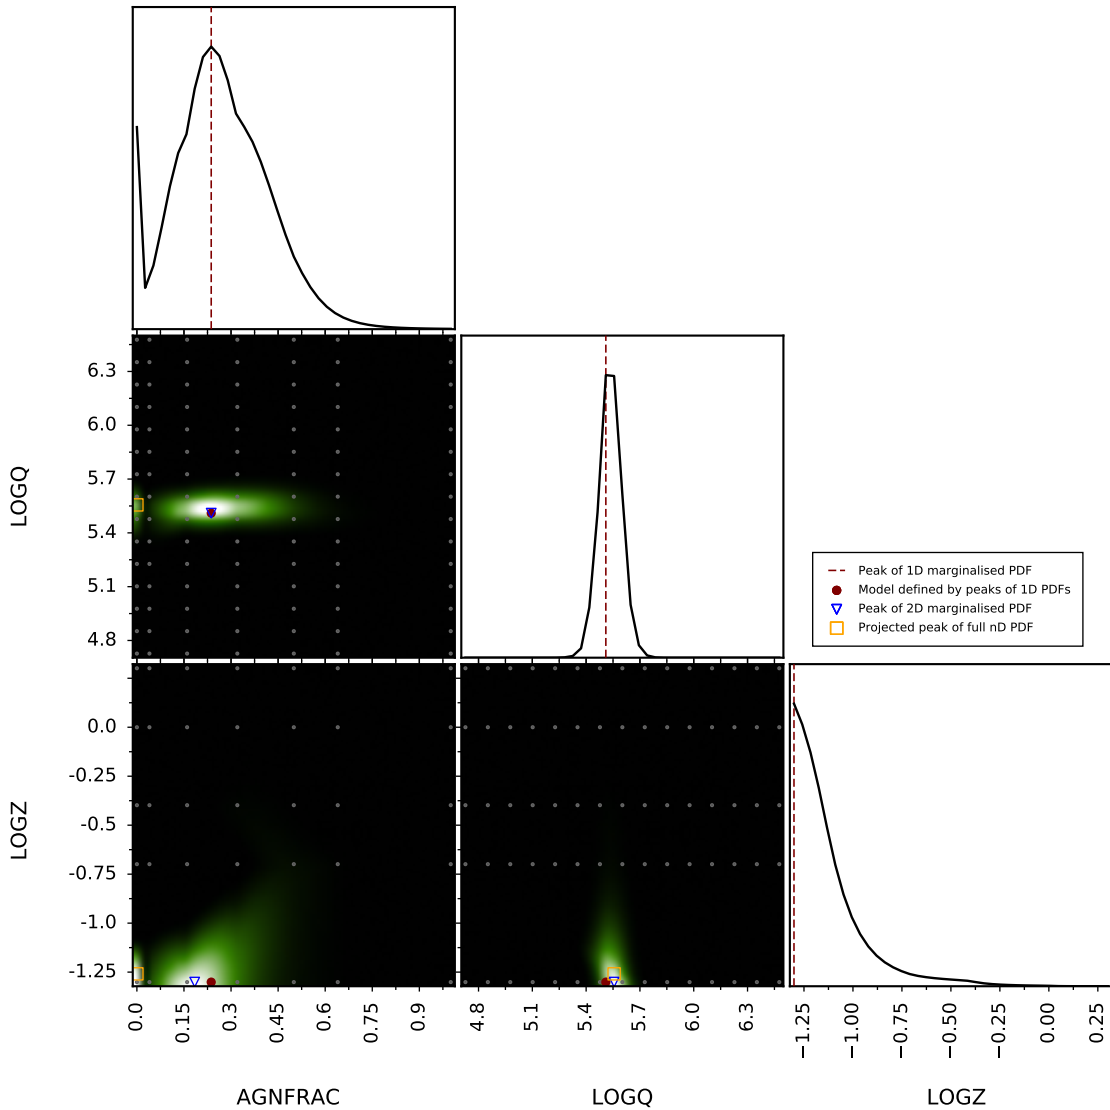 LOGQ
6.3
6.0
5.7
5.4
5.1
4.8
Peak of 1D marginalised PDF
Model defined by peaks of 1D PDFs
Peak of 2D marginalised PDF
Projected peak of full nD PDF
LOGZ
0.0
-0.25
-0.5
-0.75
-1.0
-1.25
0.0 0.15 0.3 0.45 0.6 0.75 0.9
4.8 5.1 5.4 5.7 6.0 6.3
−1.25 −1.00 −0.75 −0.50 −0.25 0.00 0.25
AGNFRAC LOGQ LOGZ